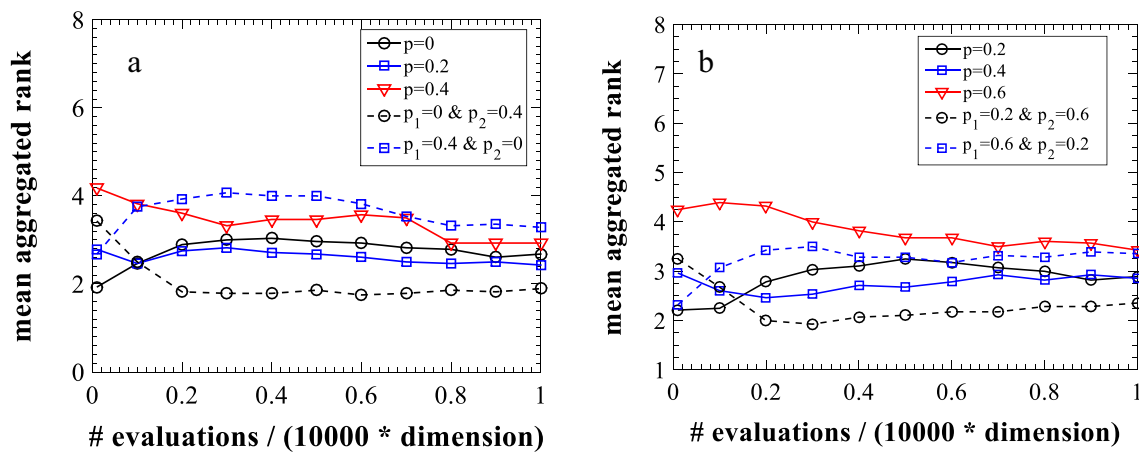 a
p=0
p=0.2
p=0.4
p1=0 & p2=0.4
p1=0.4 & p2=0
mean aggregated rank
8
6
4
2
0
0 0.2 0.4 0.6 0.8 1
# evaluations / (10000 * dimension)
b
p=0.2
p=0.4
p=0.6
p1=0.2 & p2=0.6
p1=0.6 & p2=0.2
mean aggregated rank
8
7
6
5
4
3
2
1
0 0.2 0.4 0.6 0.8 1
# evaluations / (10000 * dimension)